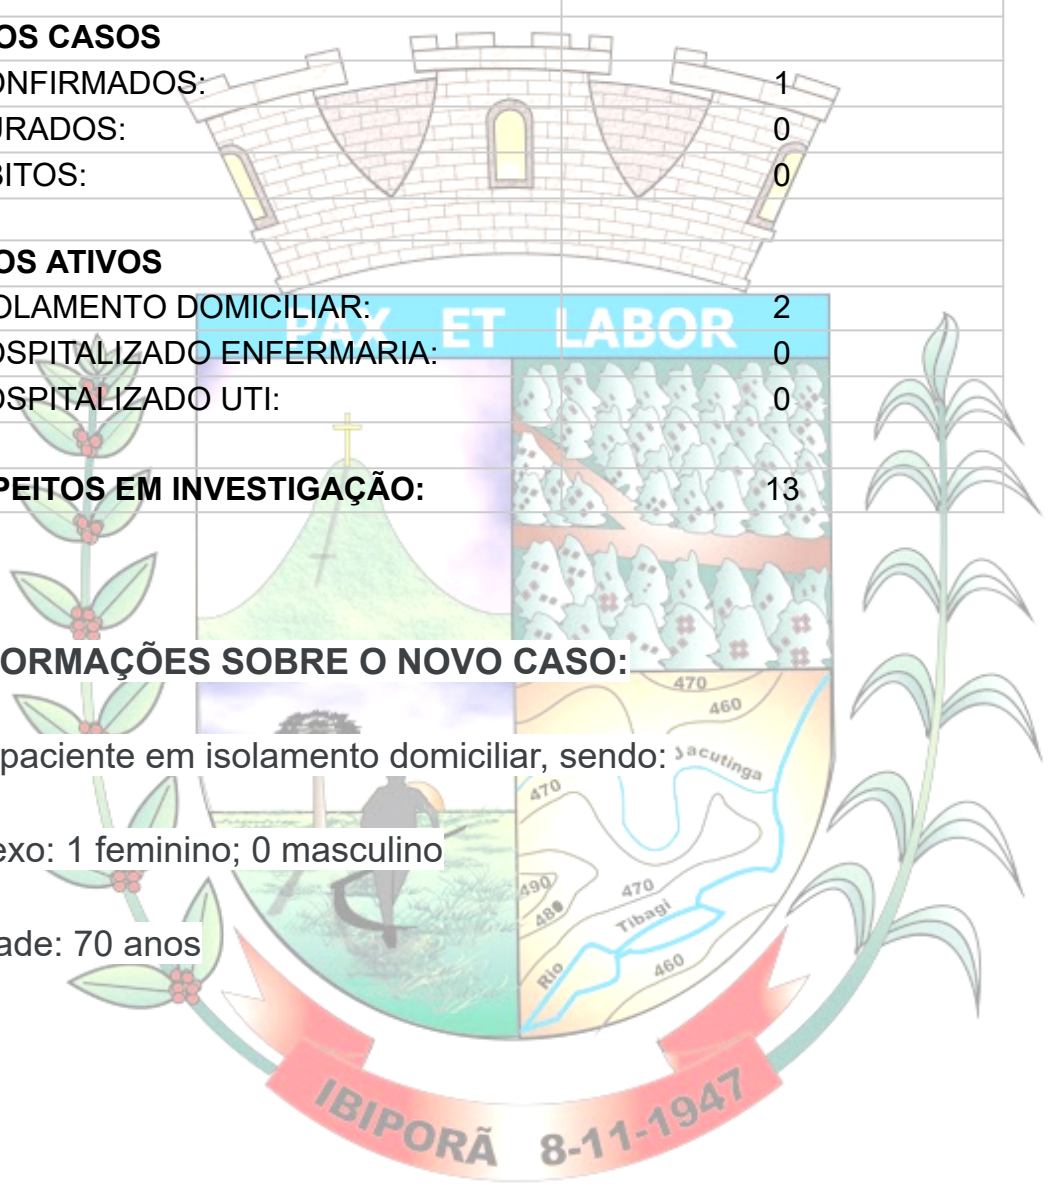 OS CASOS
ONFIRMADOS: 1
URADOS: 0
BITOS: 0
OS ATIVOS
OLAMENTO DOMICILIAR: 2
PAX ET LABOR
OSPITALIZADO ENFERMARIA: 0
OSPITALIZADO UTI: 0
PEITOS EM INVESTIGAÇÃO: 13
ORMAÇÕES SOBRE O NOVO CASO:
470
460
paciente em isolamento domiciliar, sendo:
Jacutinga
470
exo: 1 feminino; 0 masculino
490
480
470
Tibagi
ade: 70 anos
Rio
460
IBIPORÃ 8-11-1947